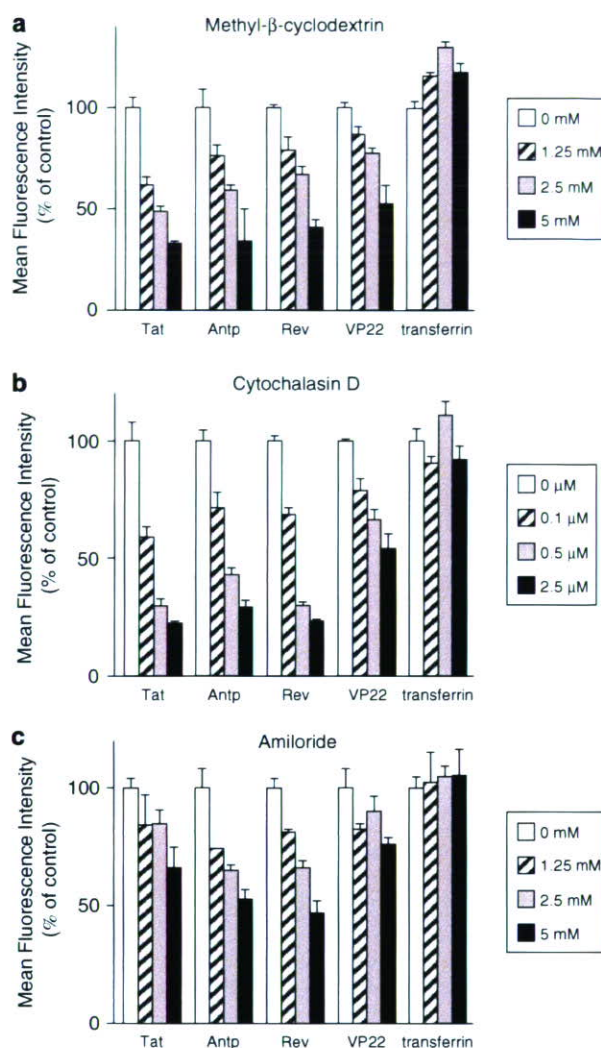 a
Methyl-β-cyclodextrin
Mean Fluorescence Intensity
(% of control)
100
50
0
Tat Antp Rev VP22 transferrin
0 mM
1.25 mM
2.5 mM
5 mM
b
Cytochalasin D
Mean Fluorescence Intensity
(% of control)
100
50
0
Tat Antp Rev VP22 transferrin
0 µM
0.1 µM
0.5 µM
2.5 µM
c
Amiloride
Mean Fluorescence Intensity
(% of control)
100
50
0
Tat Antp Rev VP22 transferrin
0 mM
1.25 mM
2.5 mM
5 mM